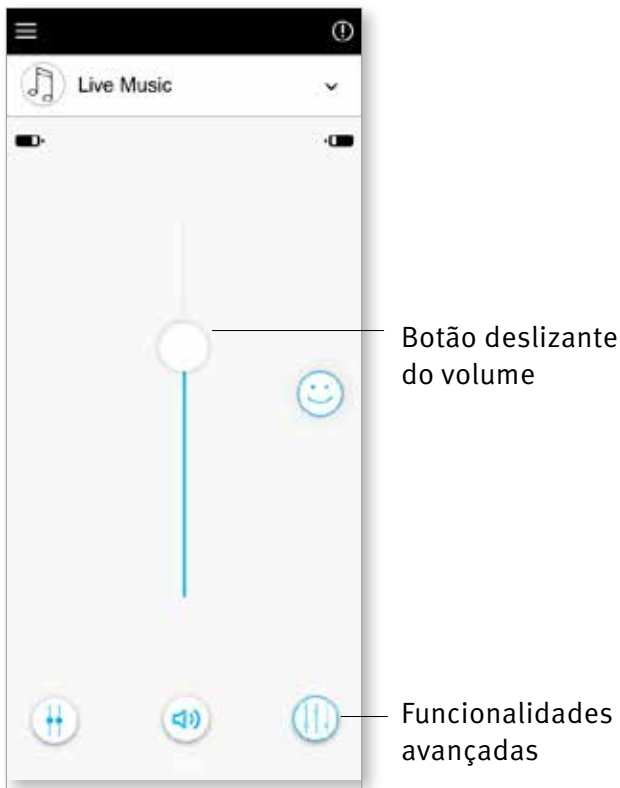 Live Music
Botão deslizante
do volume
Funcionalidades
avançadas